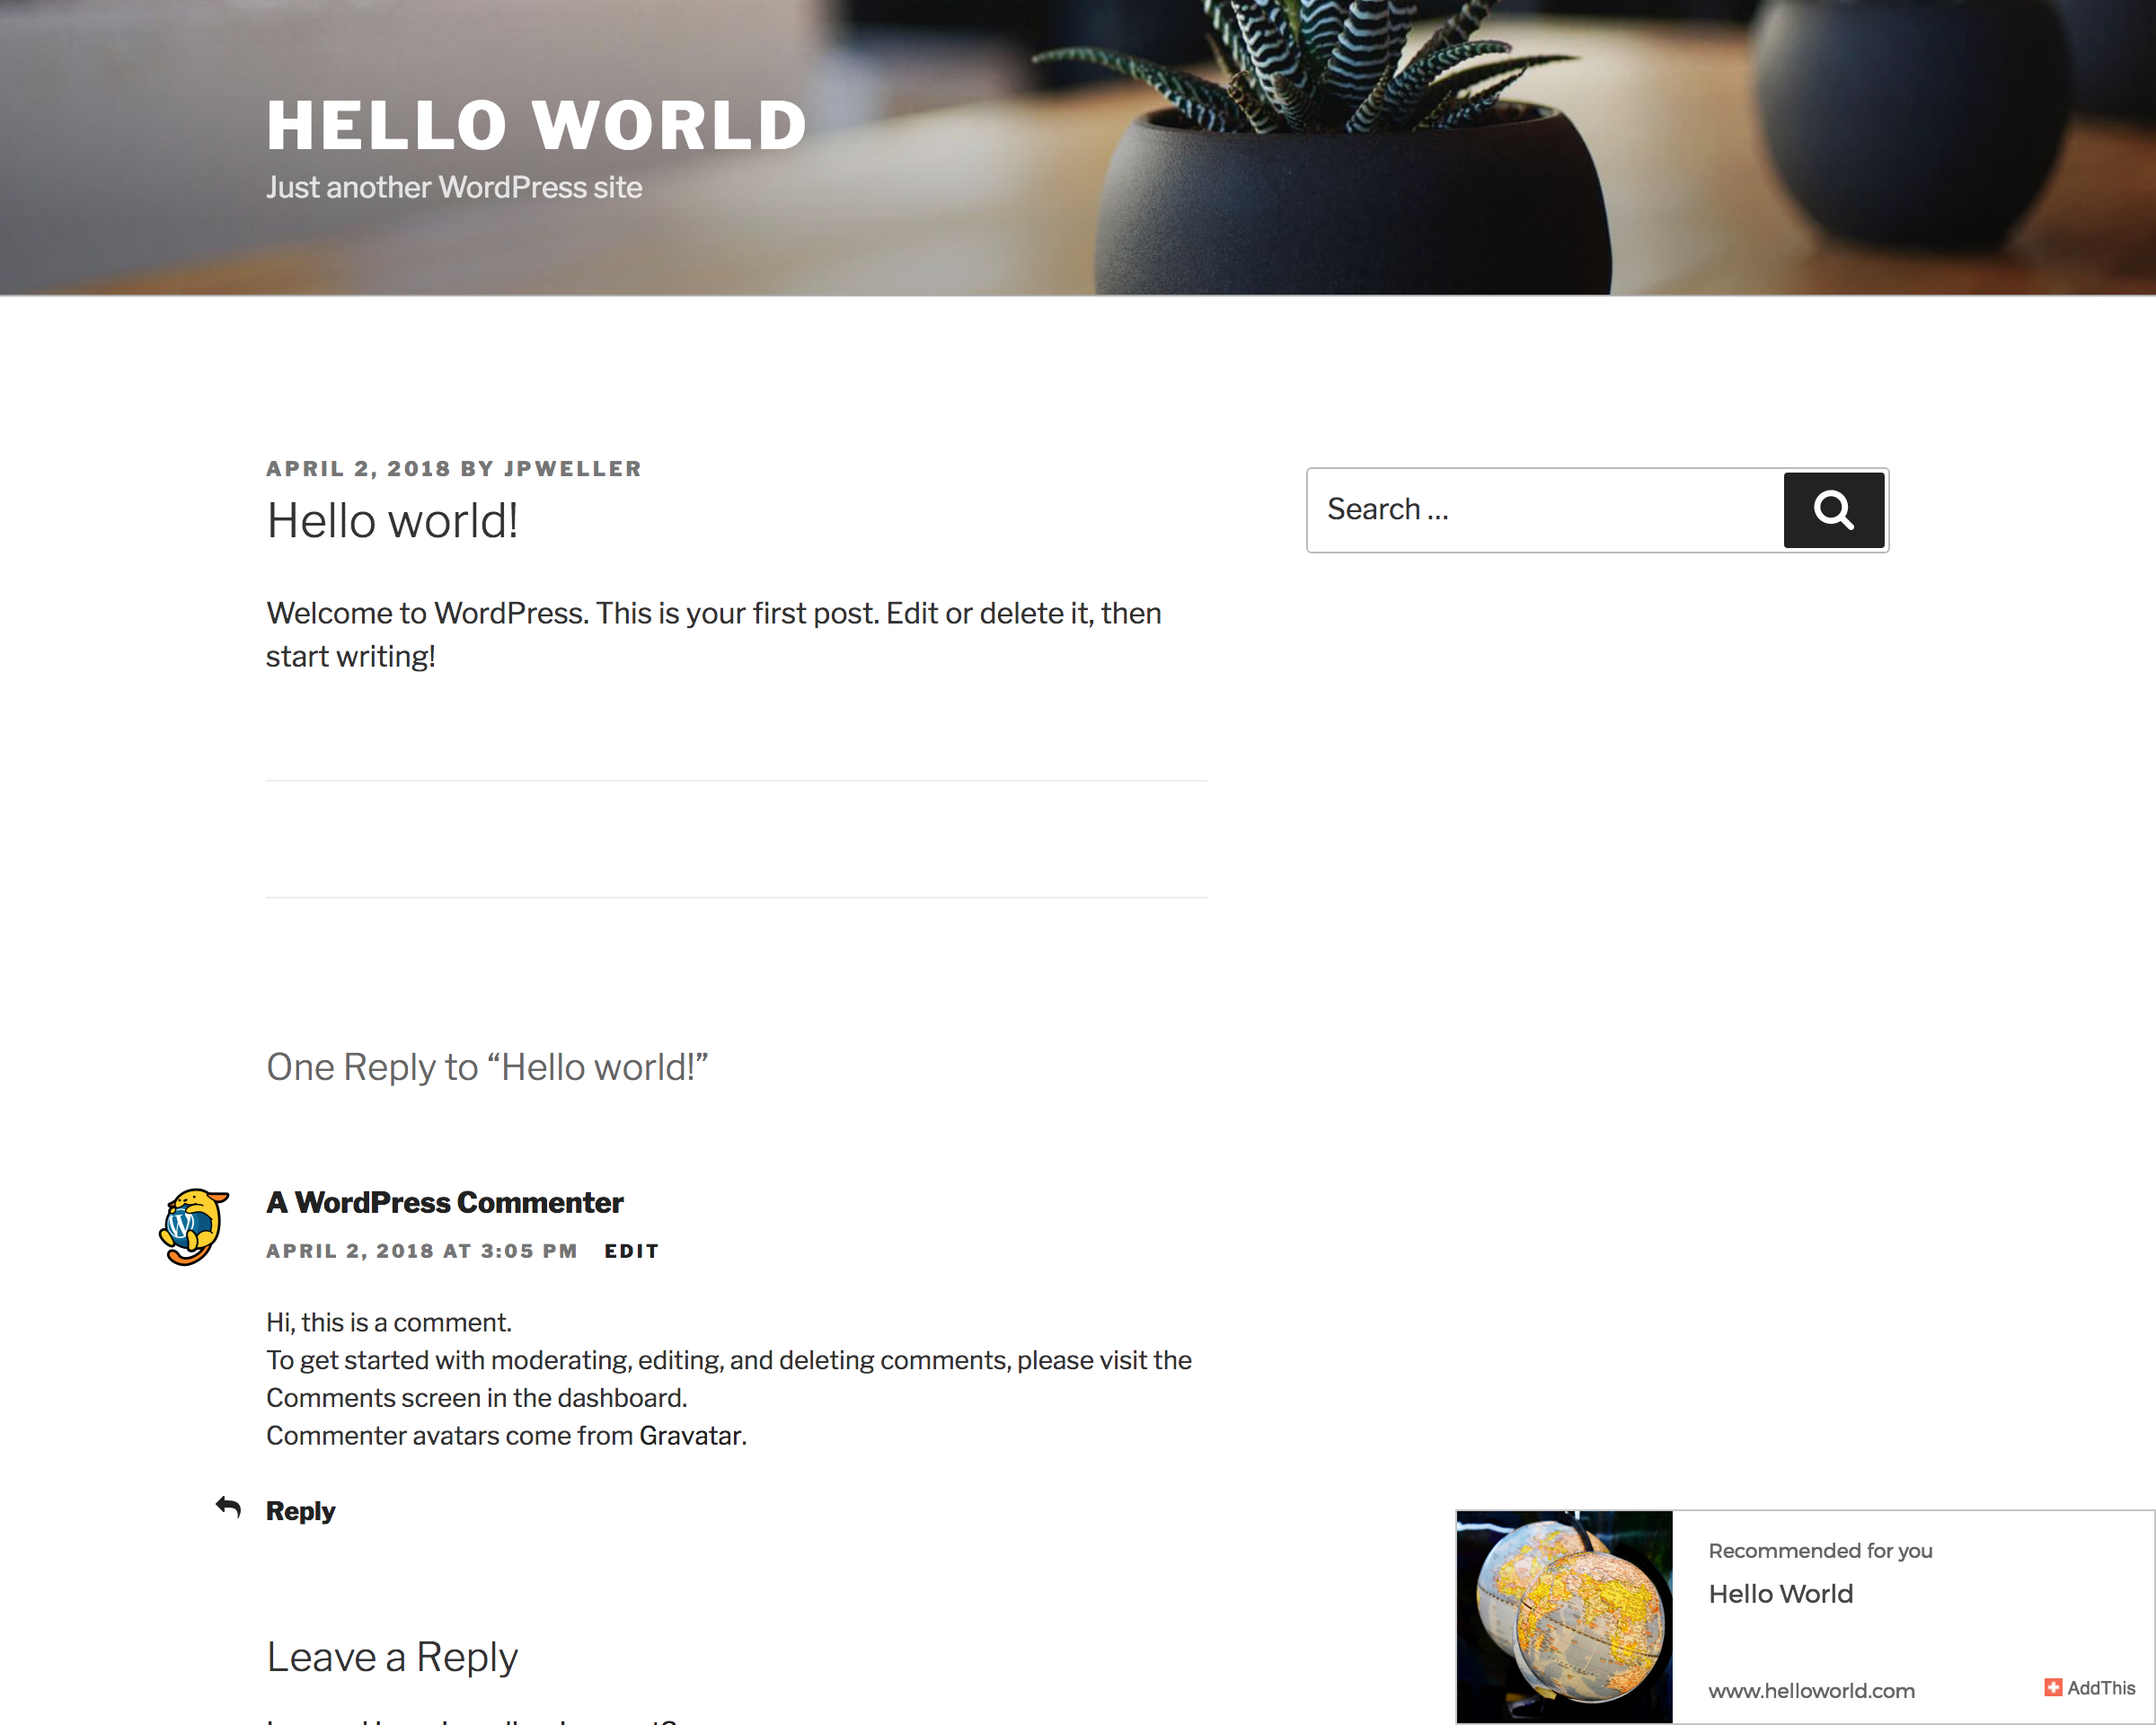 HELLO WORLD
Just another WordPress site
APRIL 2, 2018 BY JPWELLER
Hello world!
Welcome to WordPress. This is your first post. Edit or delete it, then
start writing!
Search …
One Reply to “Hello world!”
A WordPress Commenter
APRIL 2, 2018 AT 3:05 PM EDIT
Hi, this is a comment.
To get started with moderating, editing, and deleting comments, please visit the
Comments screen in the dashboard.
Commenter avatars come from Gravatar.
Reply
Leave a Reply
Recommended for you
Hello World
www.helloworld.com
AddThis